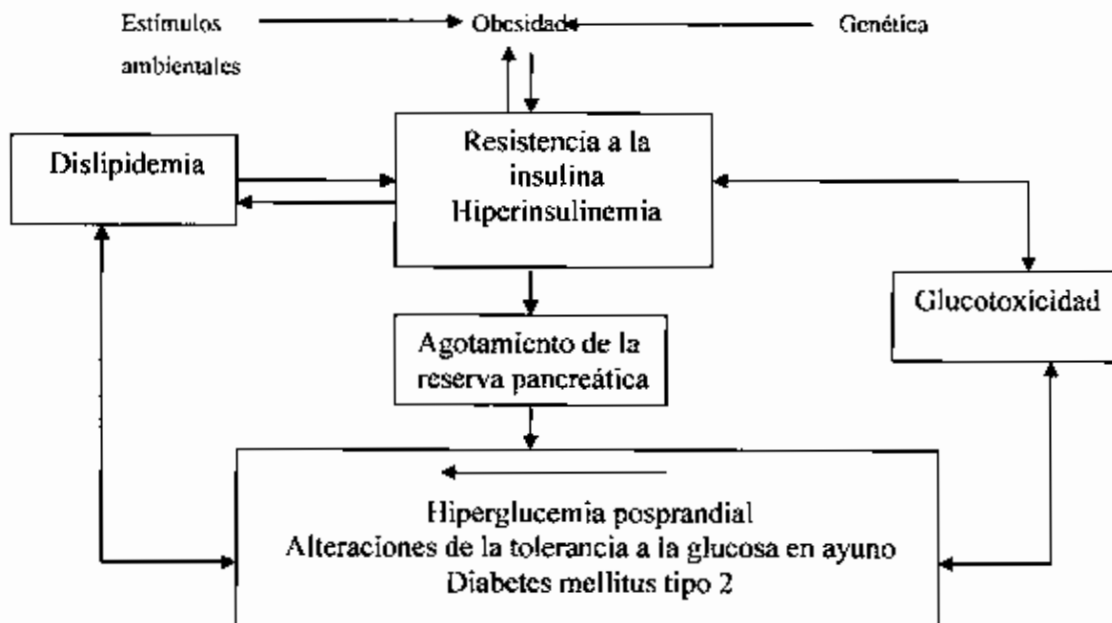 Estímulos
ambientales
Obesidad
Genética
Dislipidemia
Resistencia a la
insulina
Hiperinsulinemia
Glucotoxicidad
Agotamiento de la
reserva pancreática
Hiperglucemia posprandial
Alteraciones de la tolerancia a la glucosa en ayuno
Diabetes mellitus tipo 2